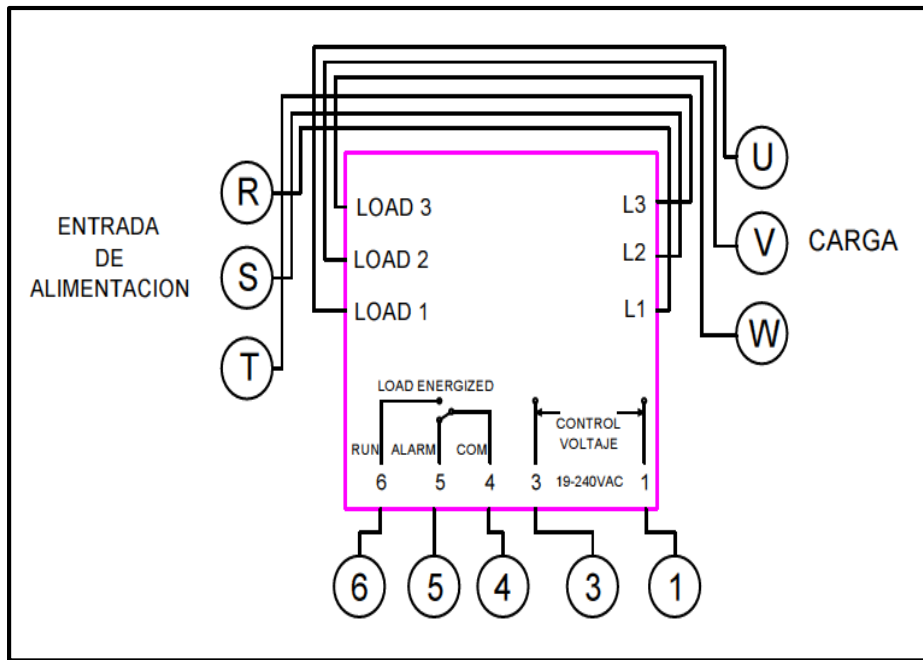 U
R
LOAD 3
L3
ENTRADA
DE
ALIMENTACION
S
LOAD 2
L2
V
CARGA
LOAD 1
L1
W
T
LOAD ENERGIZED
CONTROL
VOLTAJE
RUN
ALARM
COM
6
5
4
3
19-240VAC
1
6
5
4
3
1